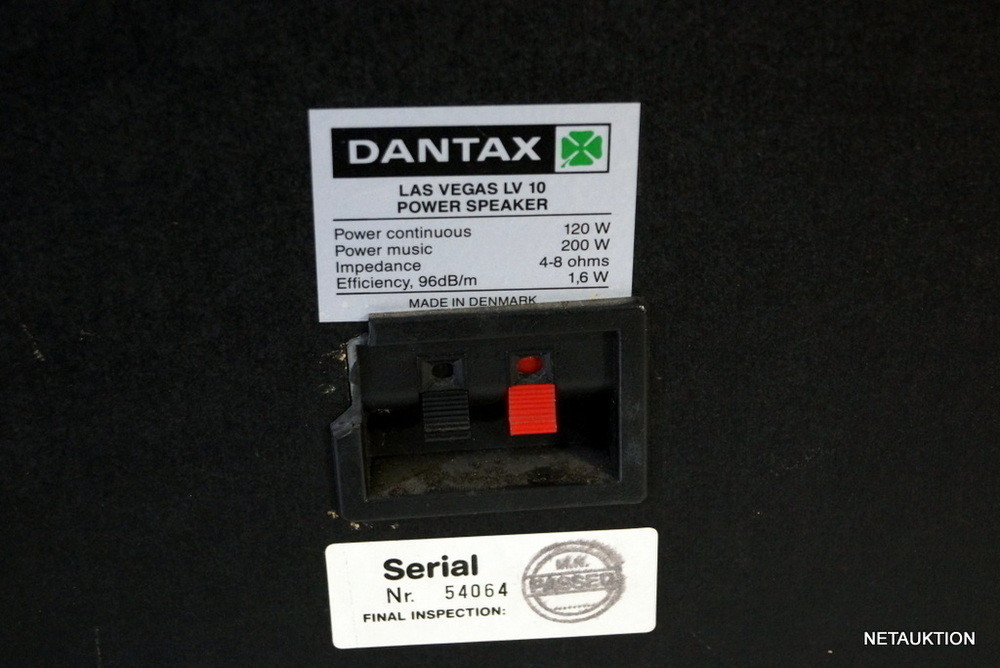 DANTAX
LAS VEGAS LV 10
POWER SPEAKER
Power continuous 120 W
Power music 200 W
Impedance 4-8 ohms
Efficiency, 96dB/m 1,6 W
MADE IN DENMARK
Serial
Nr. 54064
FINAL INSPECTION:
PASSED
NETAUKTION